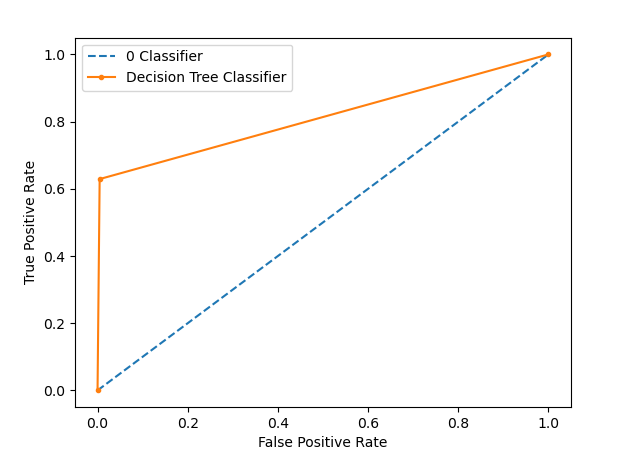 0 Classifier
Decision Tree Classifier
True Positive Rate
1.0
0.8
0.6
0.4
0.2
0.0
0.0 0.2 0.4 0.6 0.8 1.0
False Positive Rate